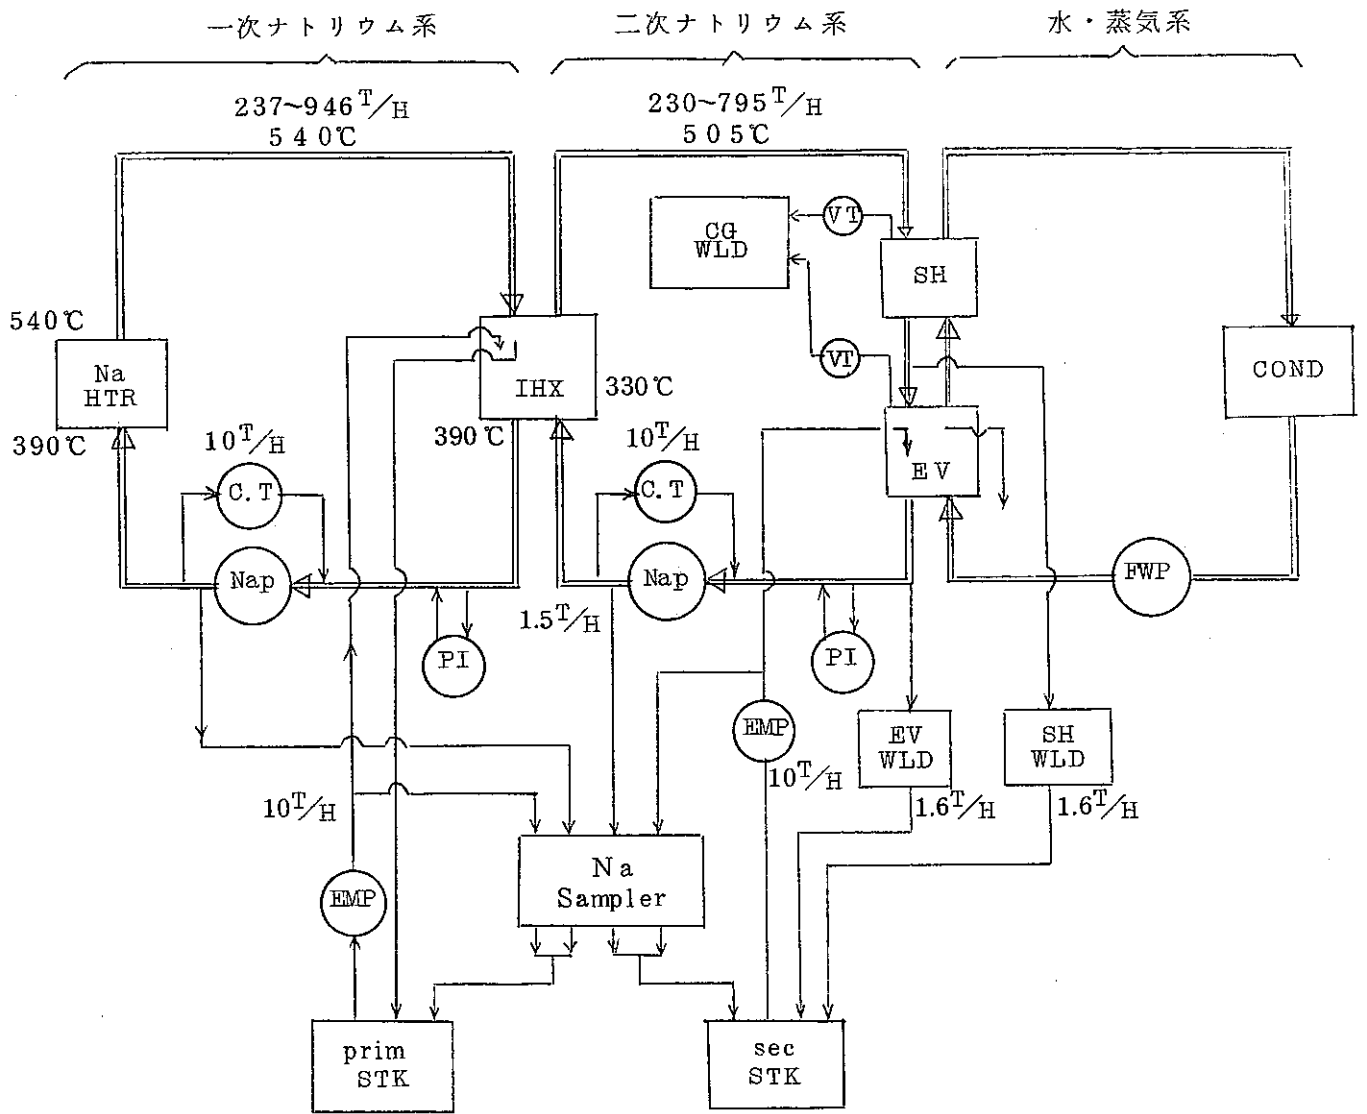 一次ナトリウム系
二次ナトリウム系
水・蒸気系
237~946 T/H
540℃
230~795 T/H
505℃
CG
WLD
VT
SH
540℃
Na
HTR
390℃
IHX
330℃
390℃
VT
COND
10T/H
C.T
10T/H
C.T
EV
Nap
Nap
FWP
1.5T/H
PI
PI
EMP
EV
WLD
SH
WLD
10T/H
10T/H
1.6T/H
1.6T/H
EMP
Na
Sampler
prim
STK
sec
STK